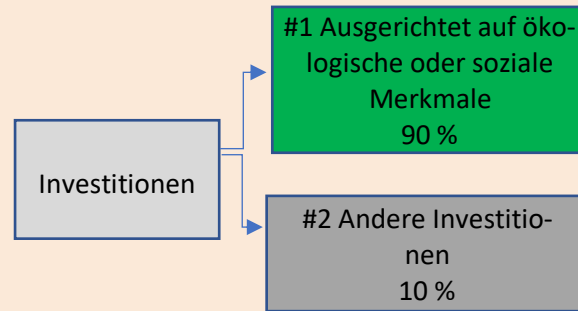 #1 Ausgerichtet auf öko-
logische oder soziale
Merkmale
90 %
Investitionen
#2 Andere Investitio-
nen
10 %